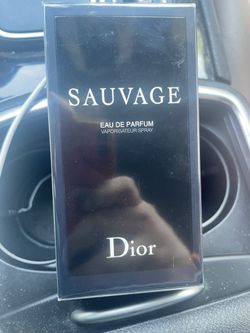 SAUVAGE
EAU DE PARFUM
VAPORISATEUR SPRAY
Dior